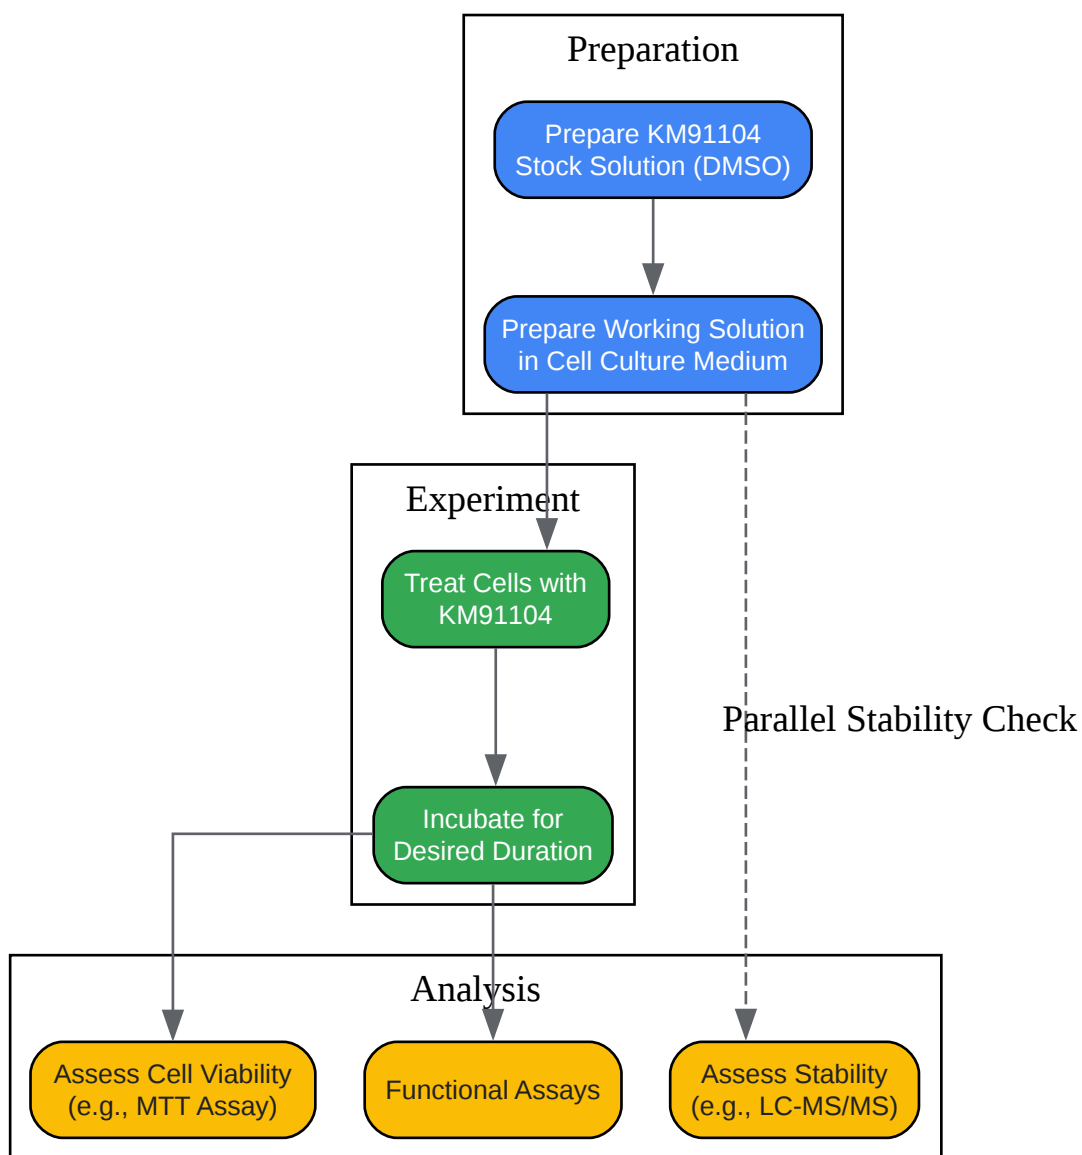 Preparation
Prepare KM91104
Stock Solution (DMSO)
Prepare Working Solution
in Cell Culture Medium
Experiment
Treat Cells with
KM91104
Parallel Stability Check
Incubate for
Desired Duration
Analysis
Assess Cell Viability
(e.g., MTT Assay)
Functional Assays
Assess Stability
(e.g., LC-MS/MS)